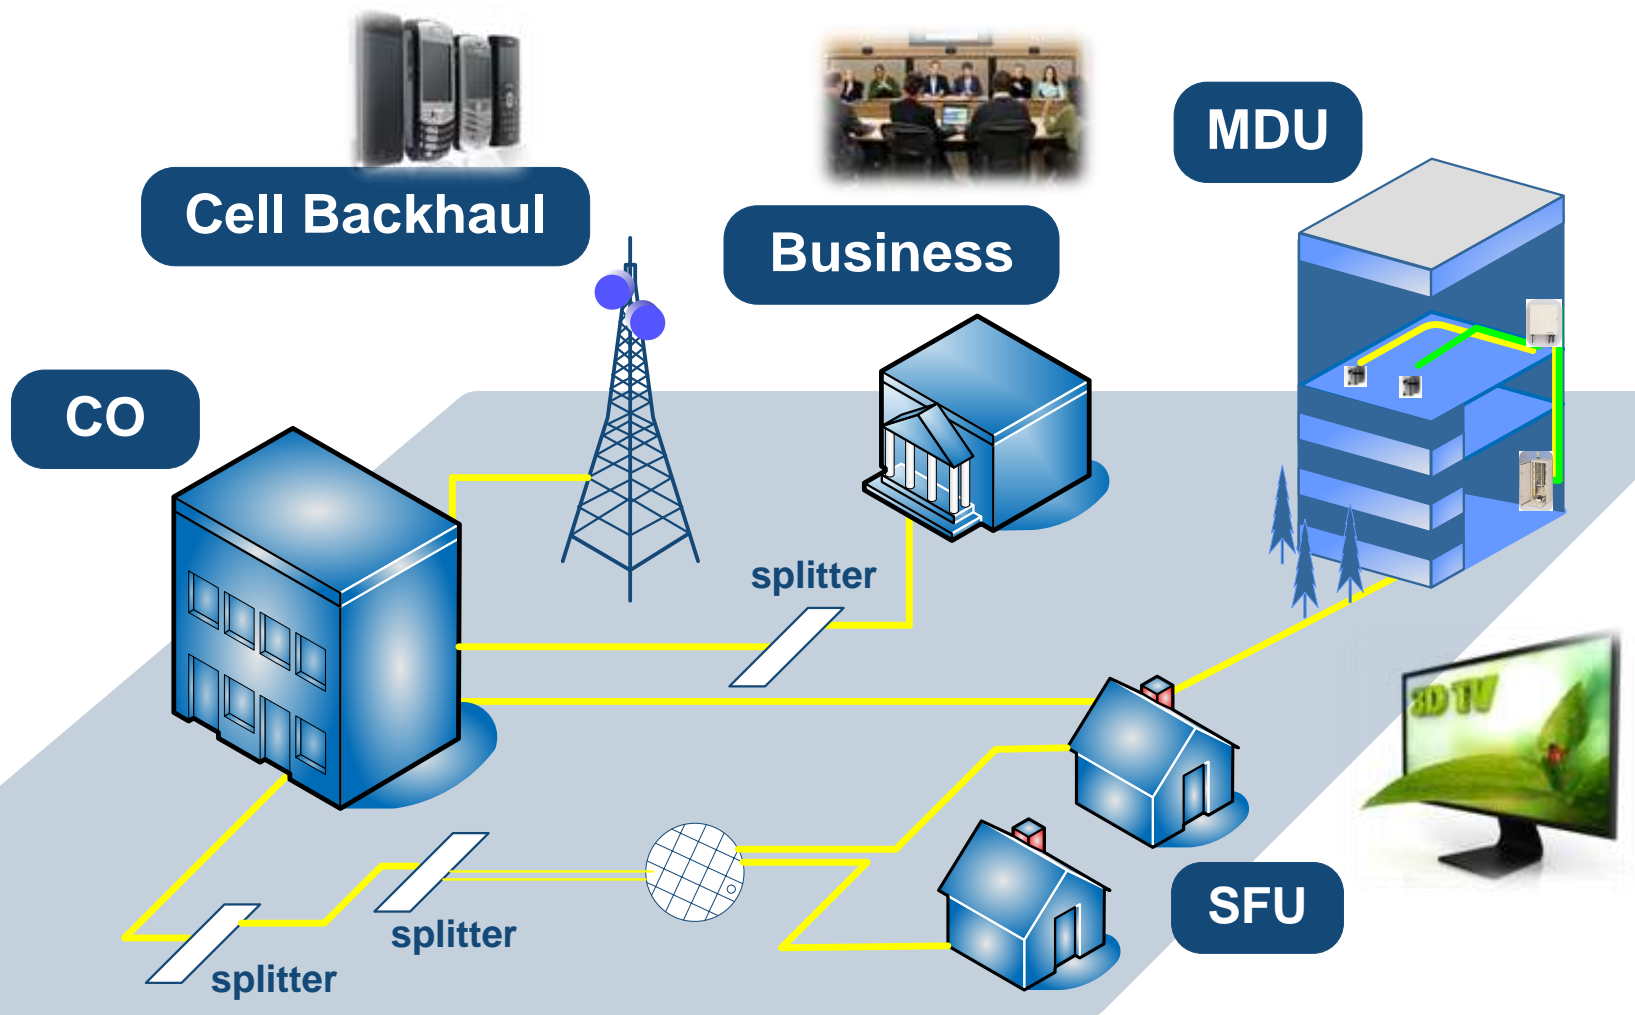 Cell Backhaul
Business
MDU
CO
splitter
3D TV
splitter
SFU
splitter